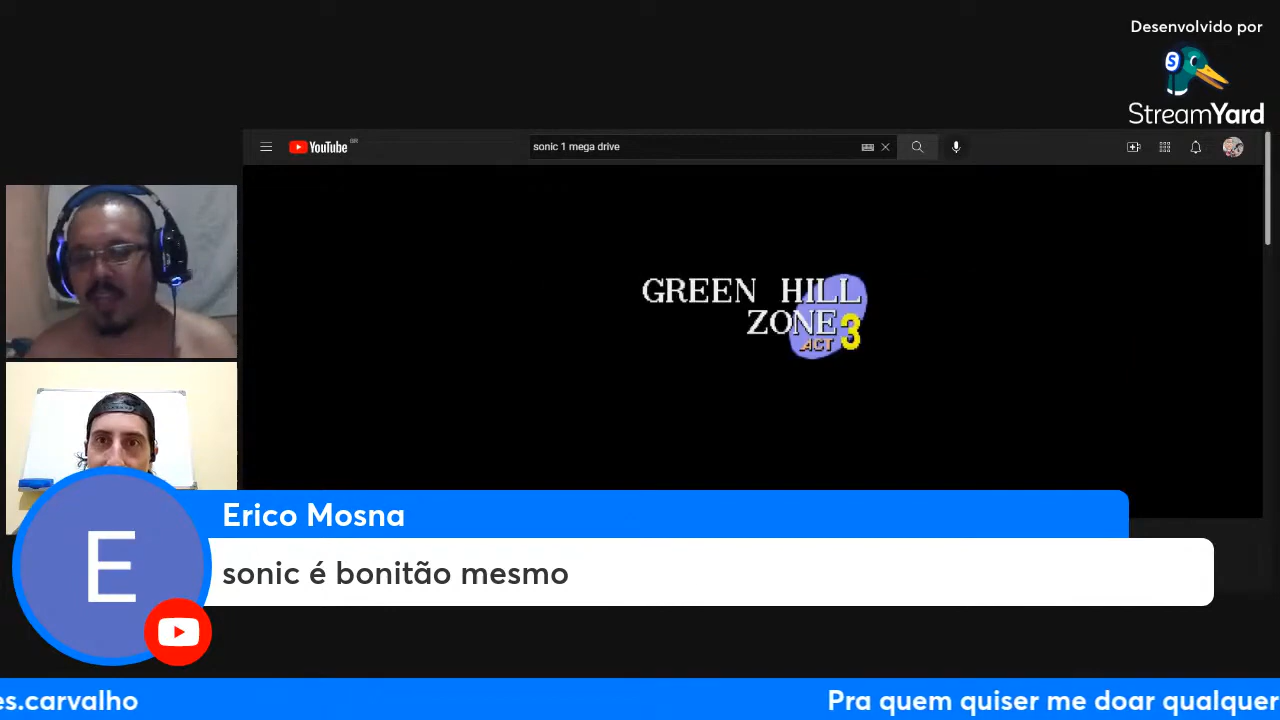 Desenvolvido por
S
StreamYard
YouTube BR
sonic 1 mega drive
GREEN HILL
ZONE 3
ACT
E
Erico Mosna
sonic é bonitão mesmo
es.carvalho
Pra quem quiser me doar qualquer